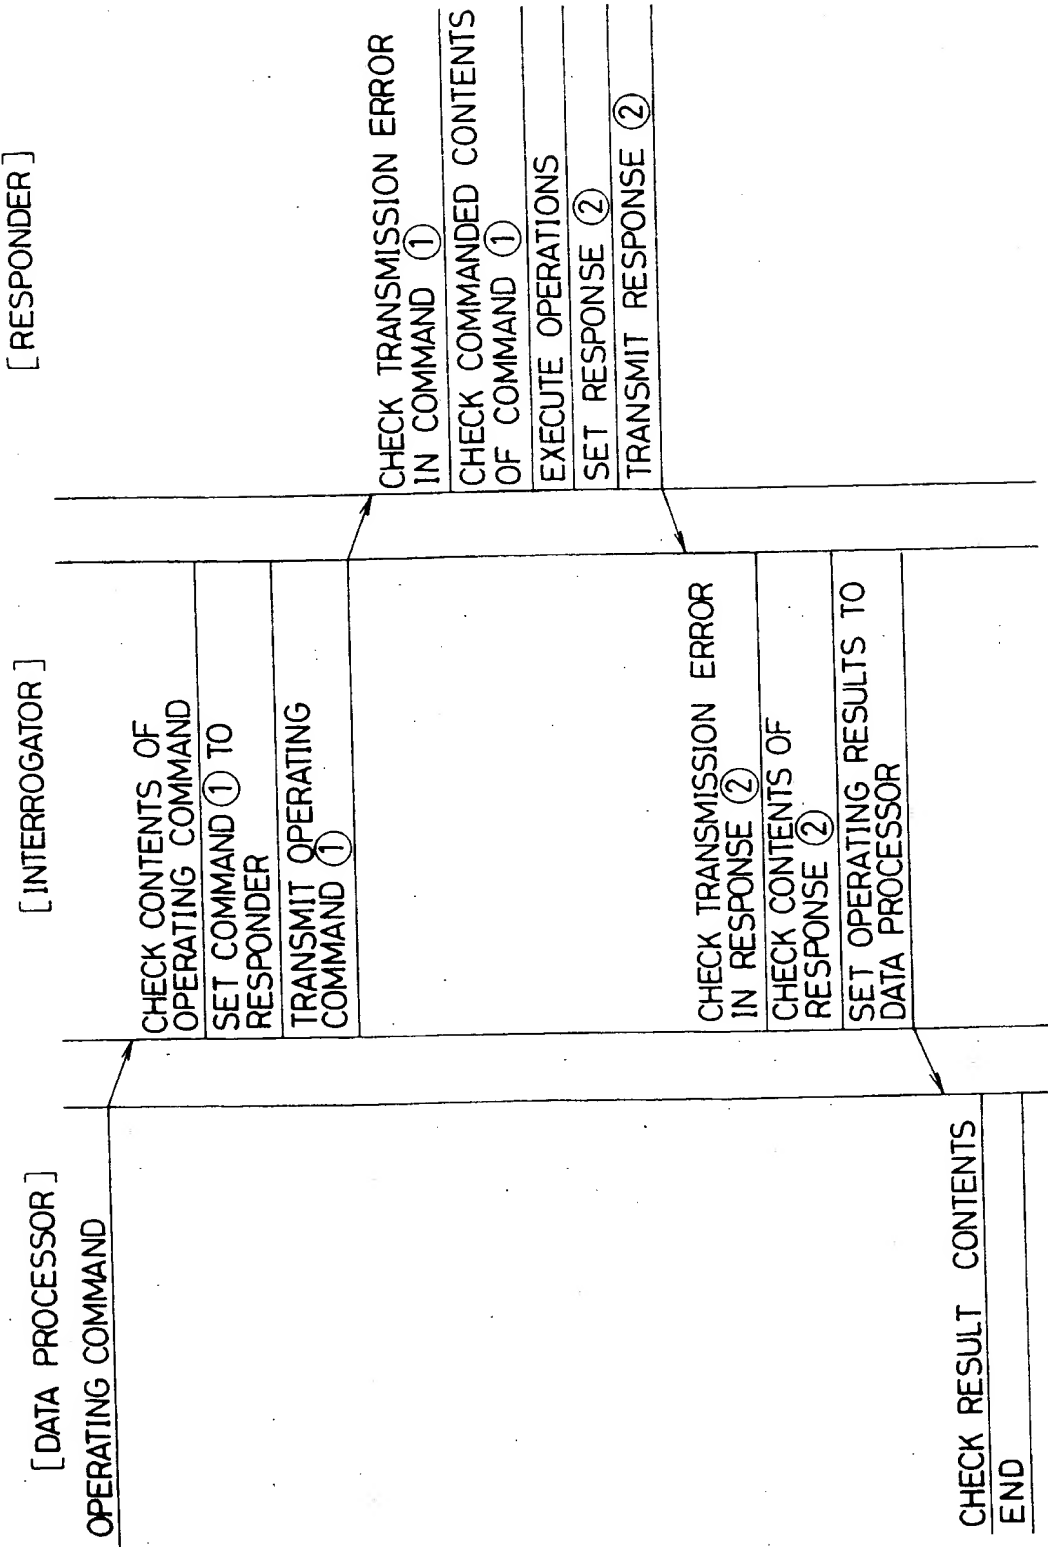 [DATA PROCESSOR]
OPERATING COMMAND
CHECK RESULT CONTENTS
END
[INTERROGATOR]
CHECK CONTENTS OF
OPERATING COMMAND
SET COMMAND ① TO
RESPONDER
TRANSMIT OPERATING
COMMAND ①
CHECK TRANSMISSION ERROR
IN RESPONSE ②
CHECK CONTENTS OF
RESPONSE ②
SET OPERATING RESULTS TO
DATA PROCESSOR
[RESPONDER]
CHECK TRANSMISSION ERROR
IN COMMAND ①
CHECK COMMANDED CONTENTS
OF COMMAND ①
EXECUTE OPERATIONS
SET RESPONSE ②
TRANSMIT RESPONSE ②